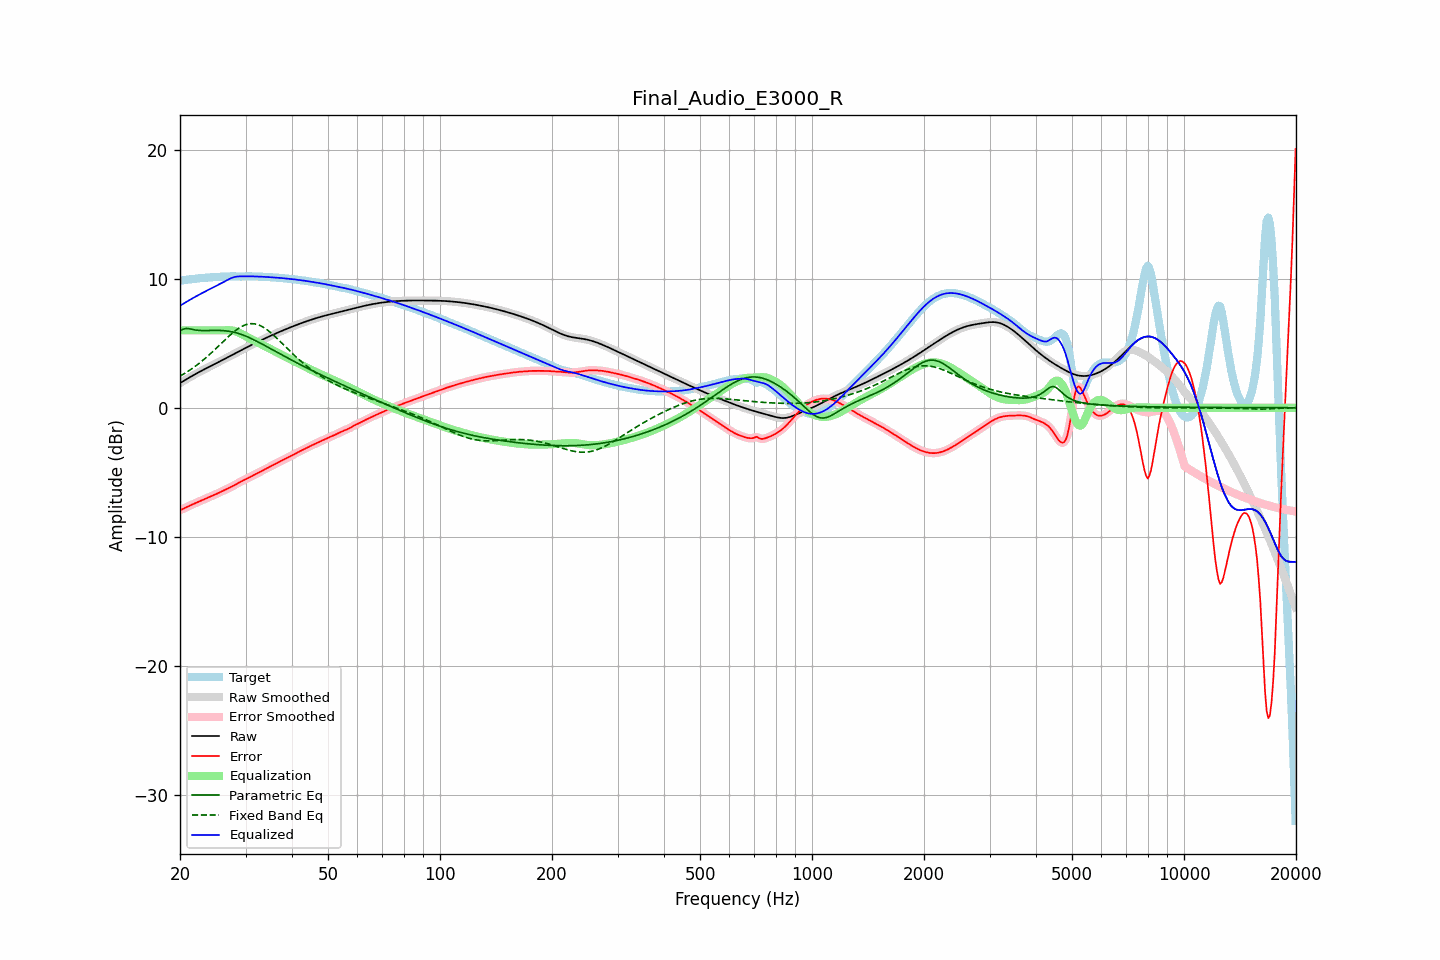 Final_Audio_E3000_R
Amplitude (dBr)
20
10
0
−10
−20
−30
Target
Raw Smoothed
Error Smoothed
Raw
Error
Equalization
Parametric Eq
Fixed Band Eq
Equalized
20 50 100 200 500 1000 2000 5000 10000 20000
Frequency (Hz)